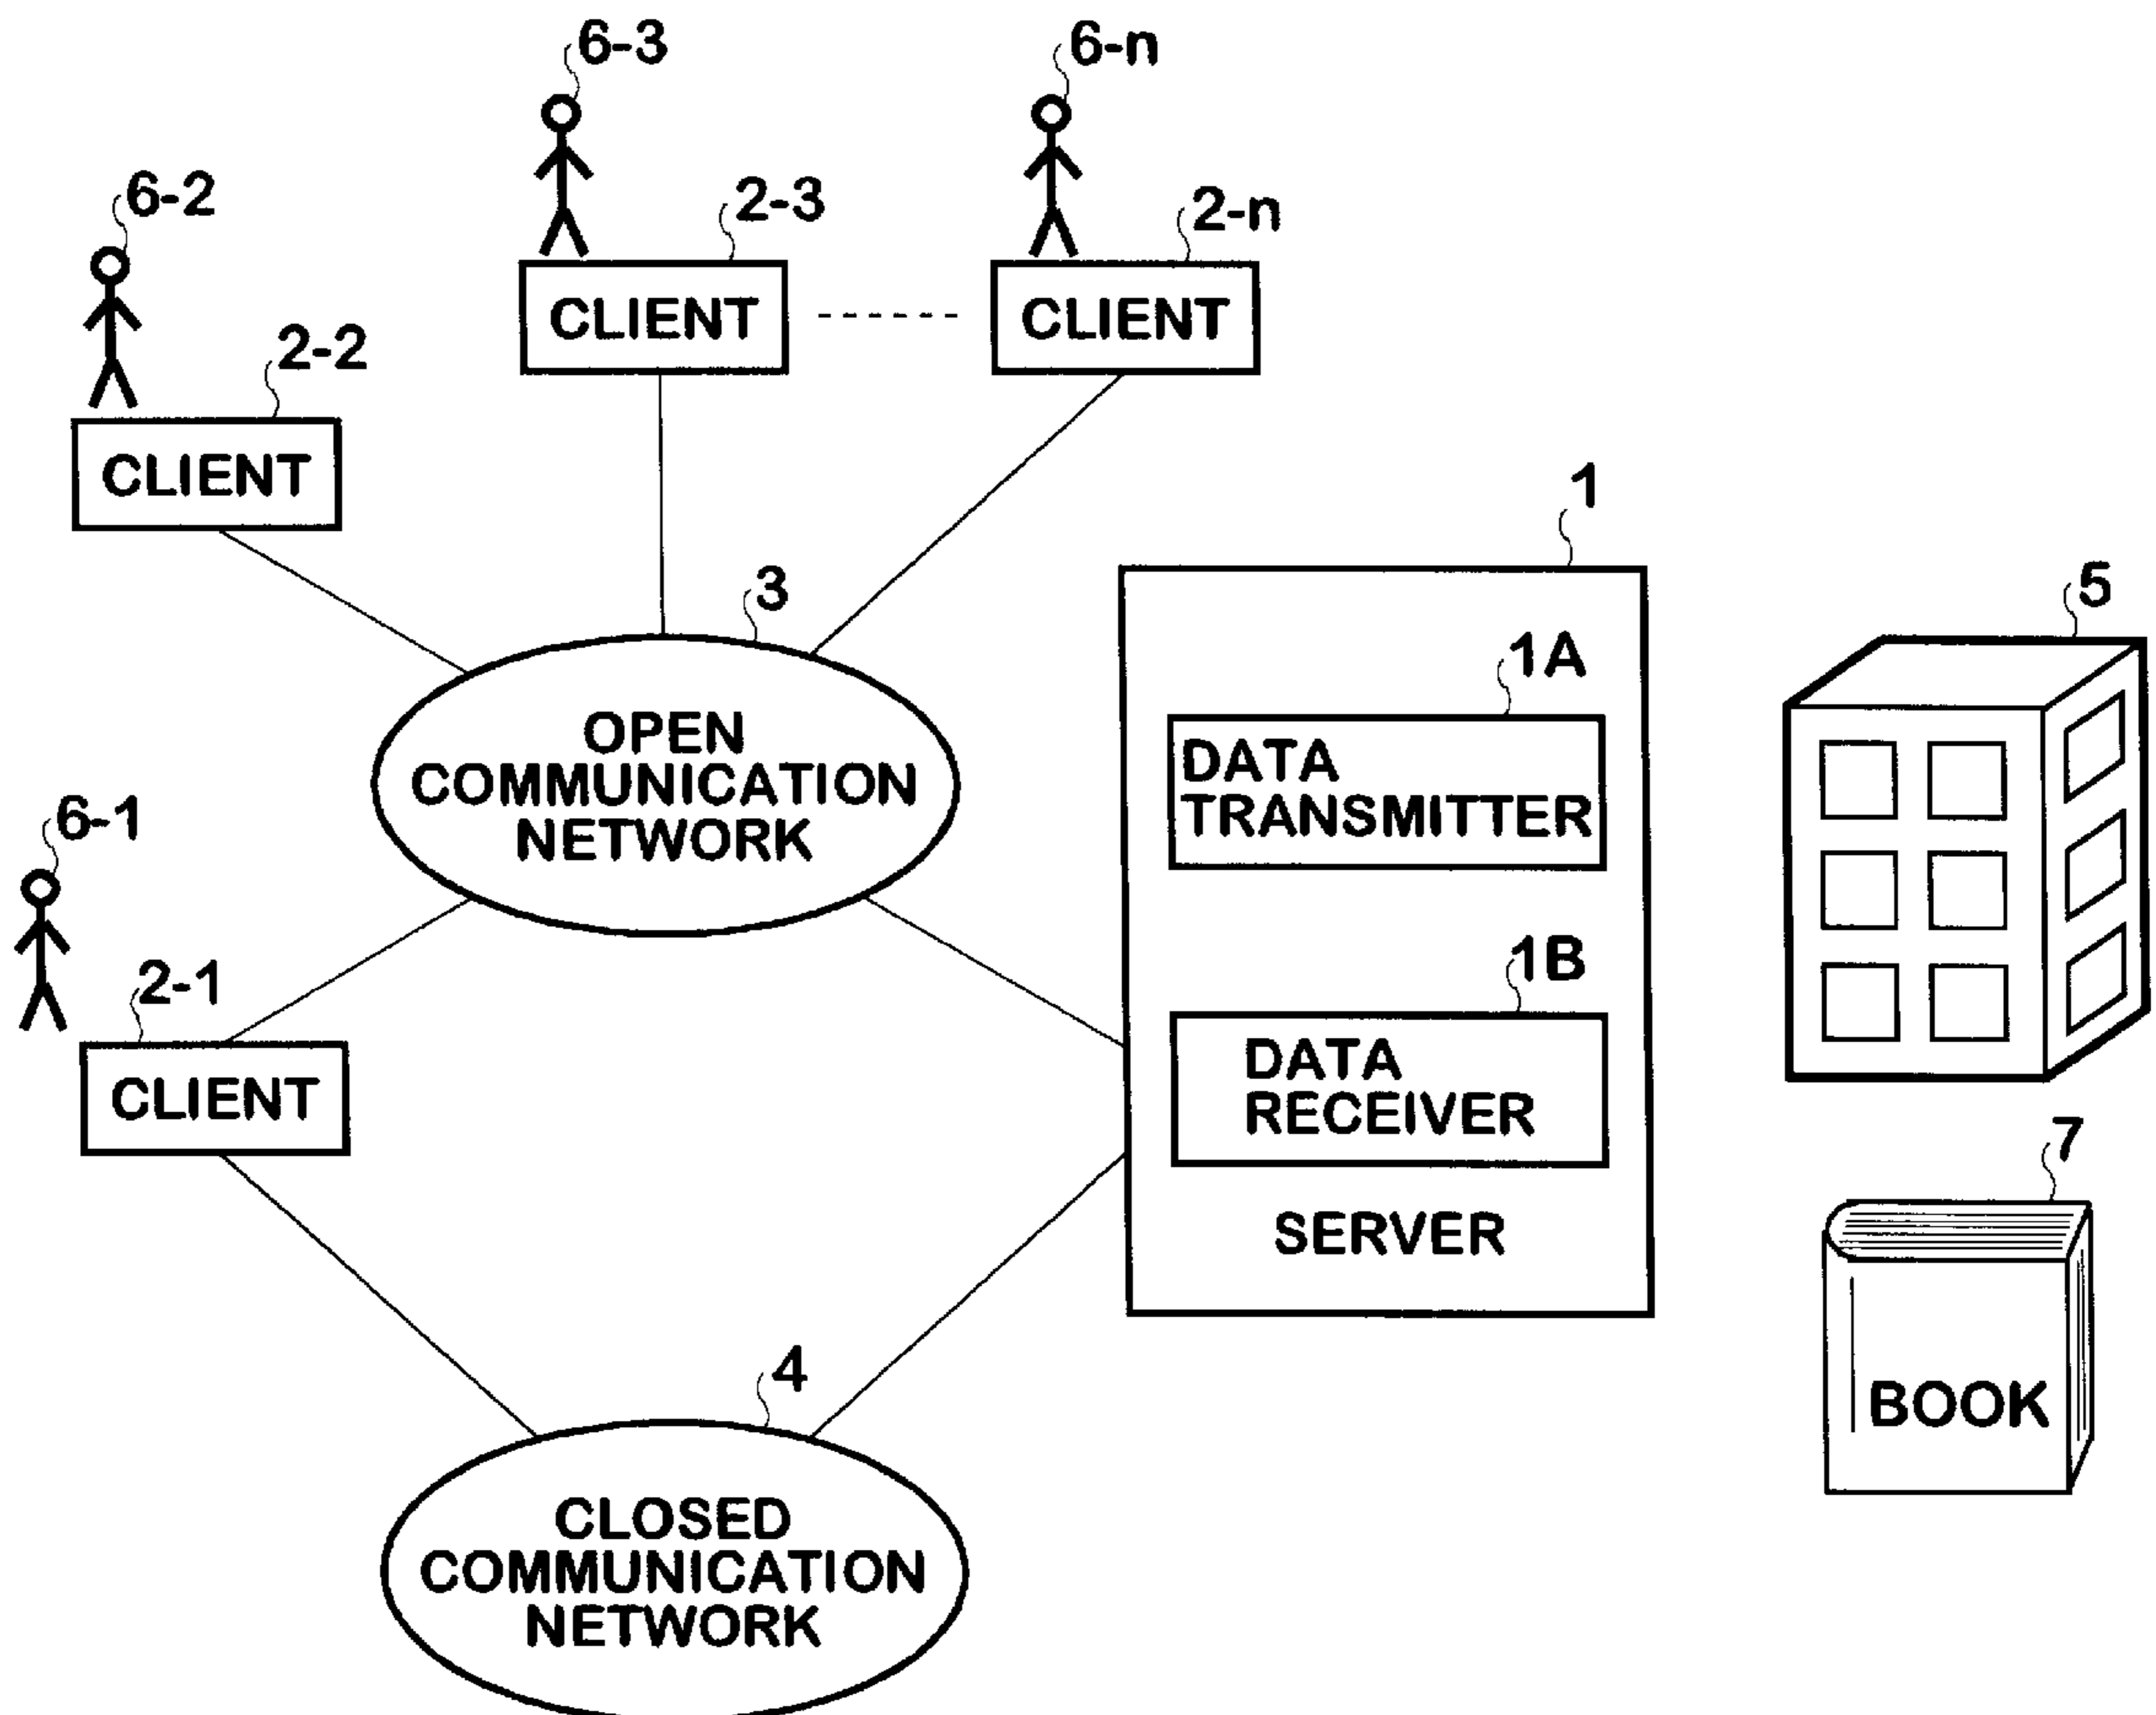 6-3
6-n
6-2
2-3
2-n
CLIENT
CLIENT
2-2
CLIENT
1
3
5
1A
OPEN
COMMUNICATION
NETWORK
DATA
TRANSMITTER
6-1
2-1
1B
CLIENT
DATA
RECEIVER
7
SERVER
4
BOOK
CLOSED
COMMUNICATION
NETWORK